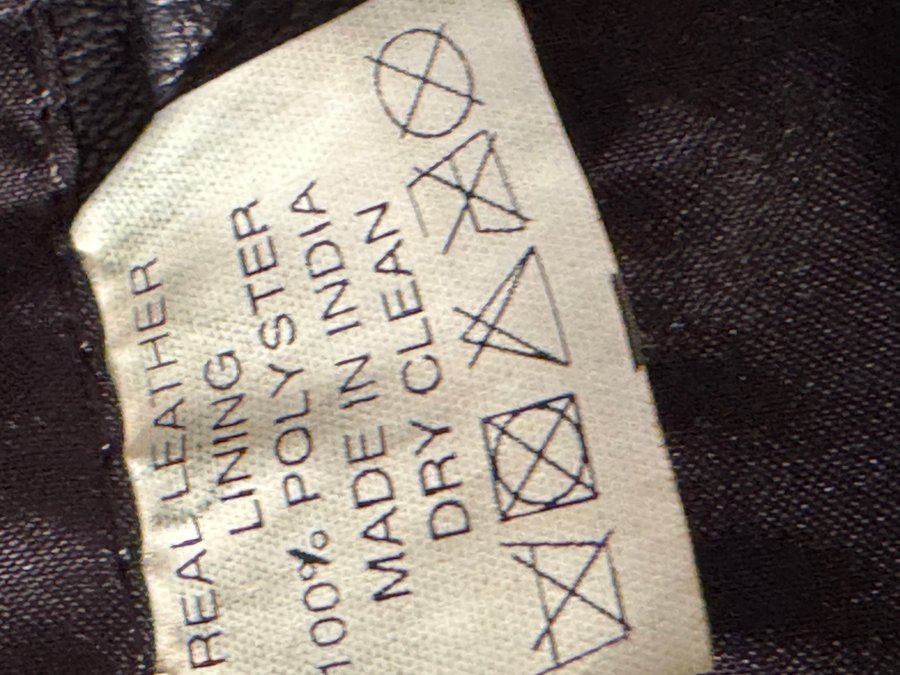 REAL LEATHER
LINING
100% POLYSTER
MADE IN INDIA
DRY CLEAN